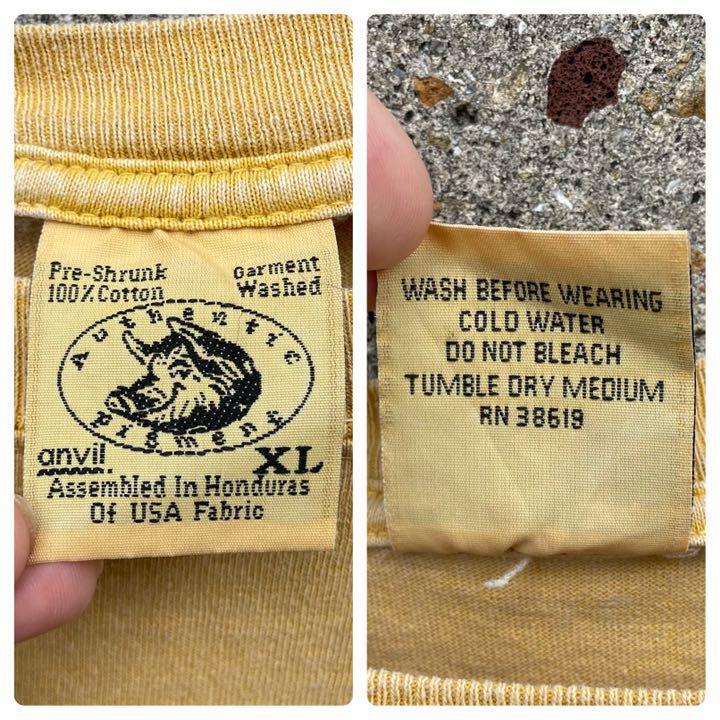 Pre-Shrunk Garment
100% Cotton Washed
Authentic
Pigment
anvil. XL
Assembled In Honduras
Of USA Fabric
WASH BEFORE WEARING
COLD WATER
DO NOT BLEACH
TUMBLE DRY MEDIUM
RN 38619